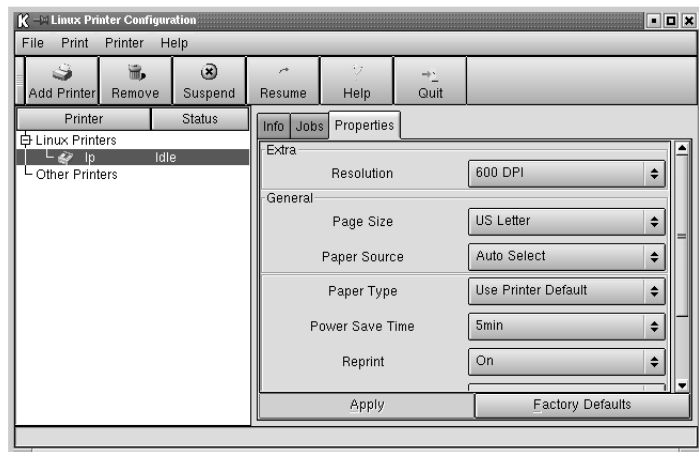 K Linux Printer Configuration
File Print Printer Help
Add Printer Remove Suspend Resume Help Quit
Printer Status
Linux Printers
lp Idle
Other Printers
Info Jobs Properties
Extra
Resolution 600 DPI
General
Page Size US Letter
Paper Source Auto Select
Paper Type Use Printer Default
Power Save Time 5min
Reprint On
Apply Factory Defaults